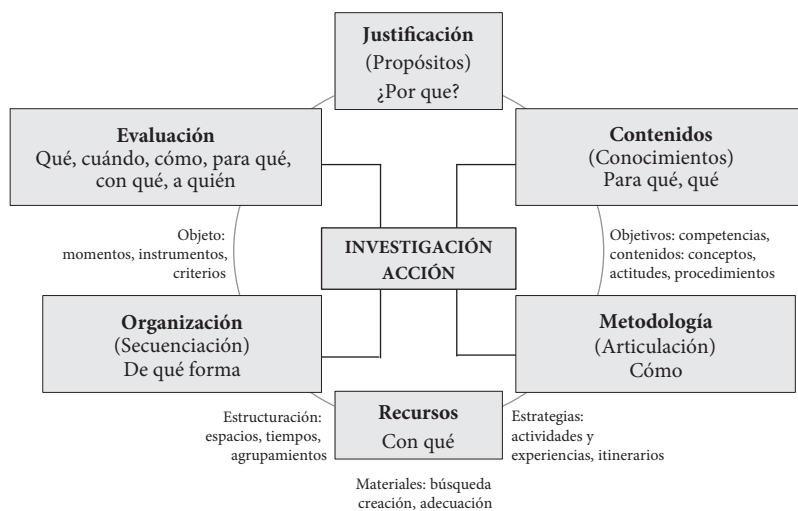 Justificación
(Propósitos)
¿Por que?
Evaluación
Qué, cuándo, cómo, para qué,
con qué, a quién
Contenidos
(Conocimientos)
Para qué, qué
Objeto:
momentos, instrumentos,
criterios
INVESTIGACIÓN
ACCIÓN
Objetivos: competencias,
contenidos: conceptos,
actitudes, procedimientos
Organización
(Secuenciación)
De qué forma
Metodología
(Articulación)
Cómo
Estructuración:
espacios, tiempos,
agrupamientos
Recursos
Con qué
Estrategias:
actividades y
experiencias, itinerarios
Materiales: búsqueda
creación, adecuación